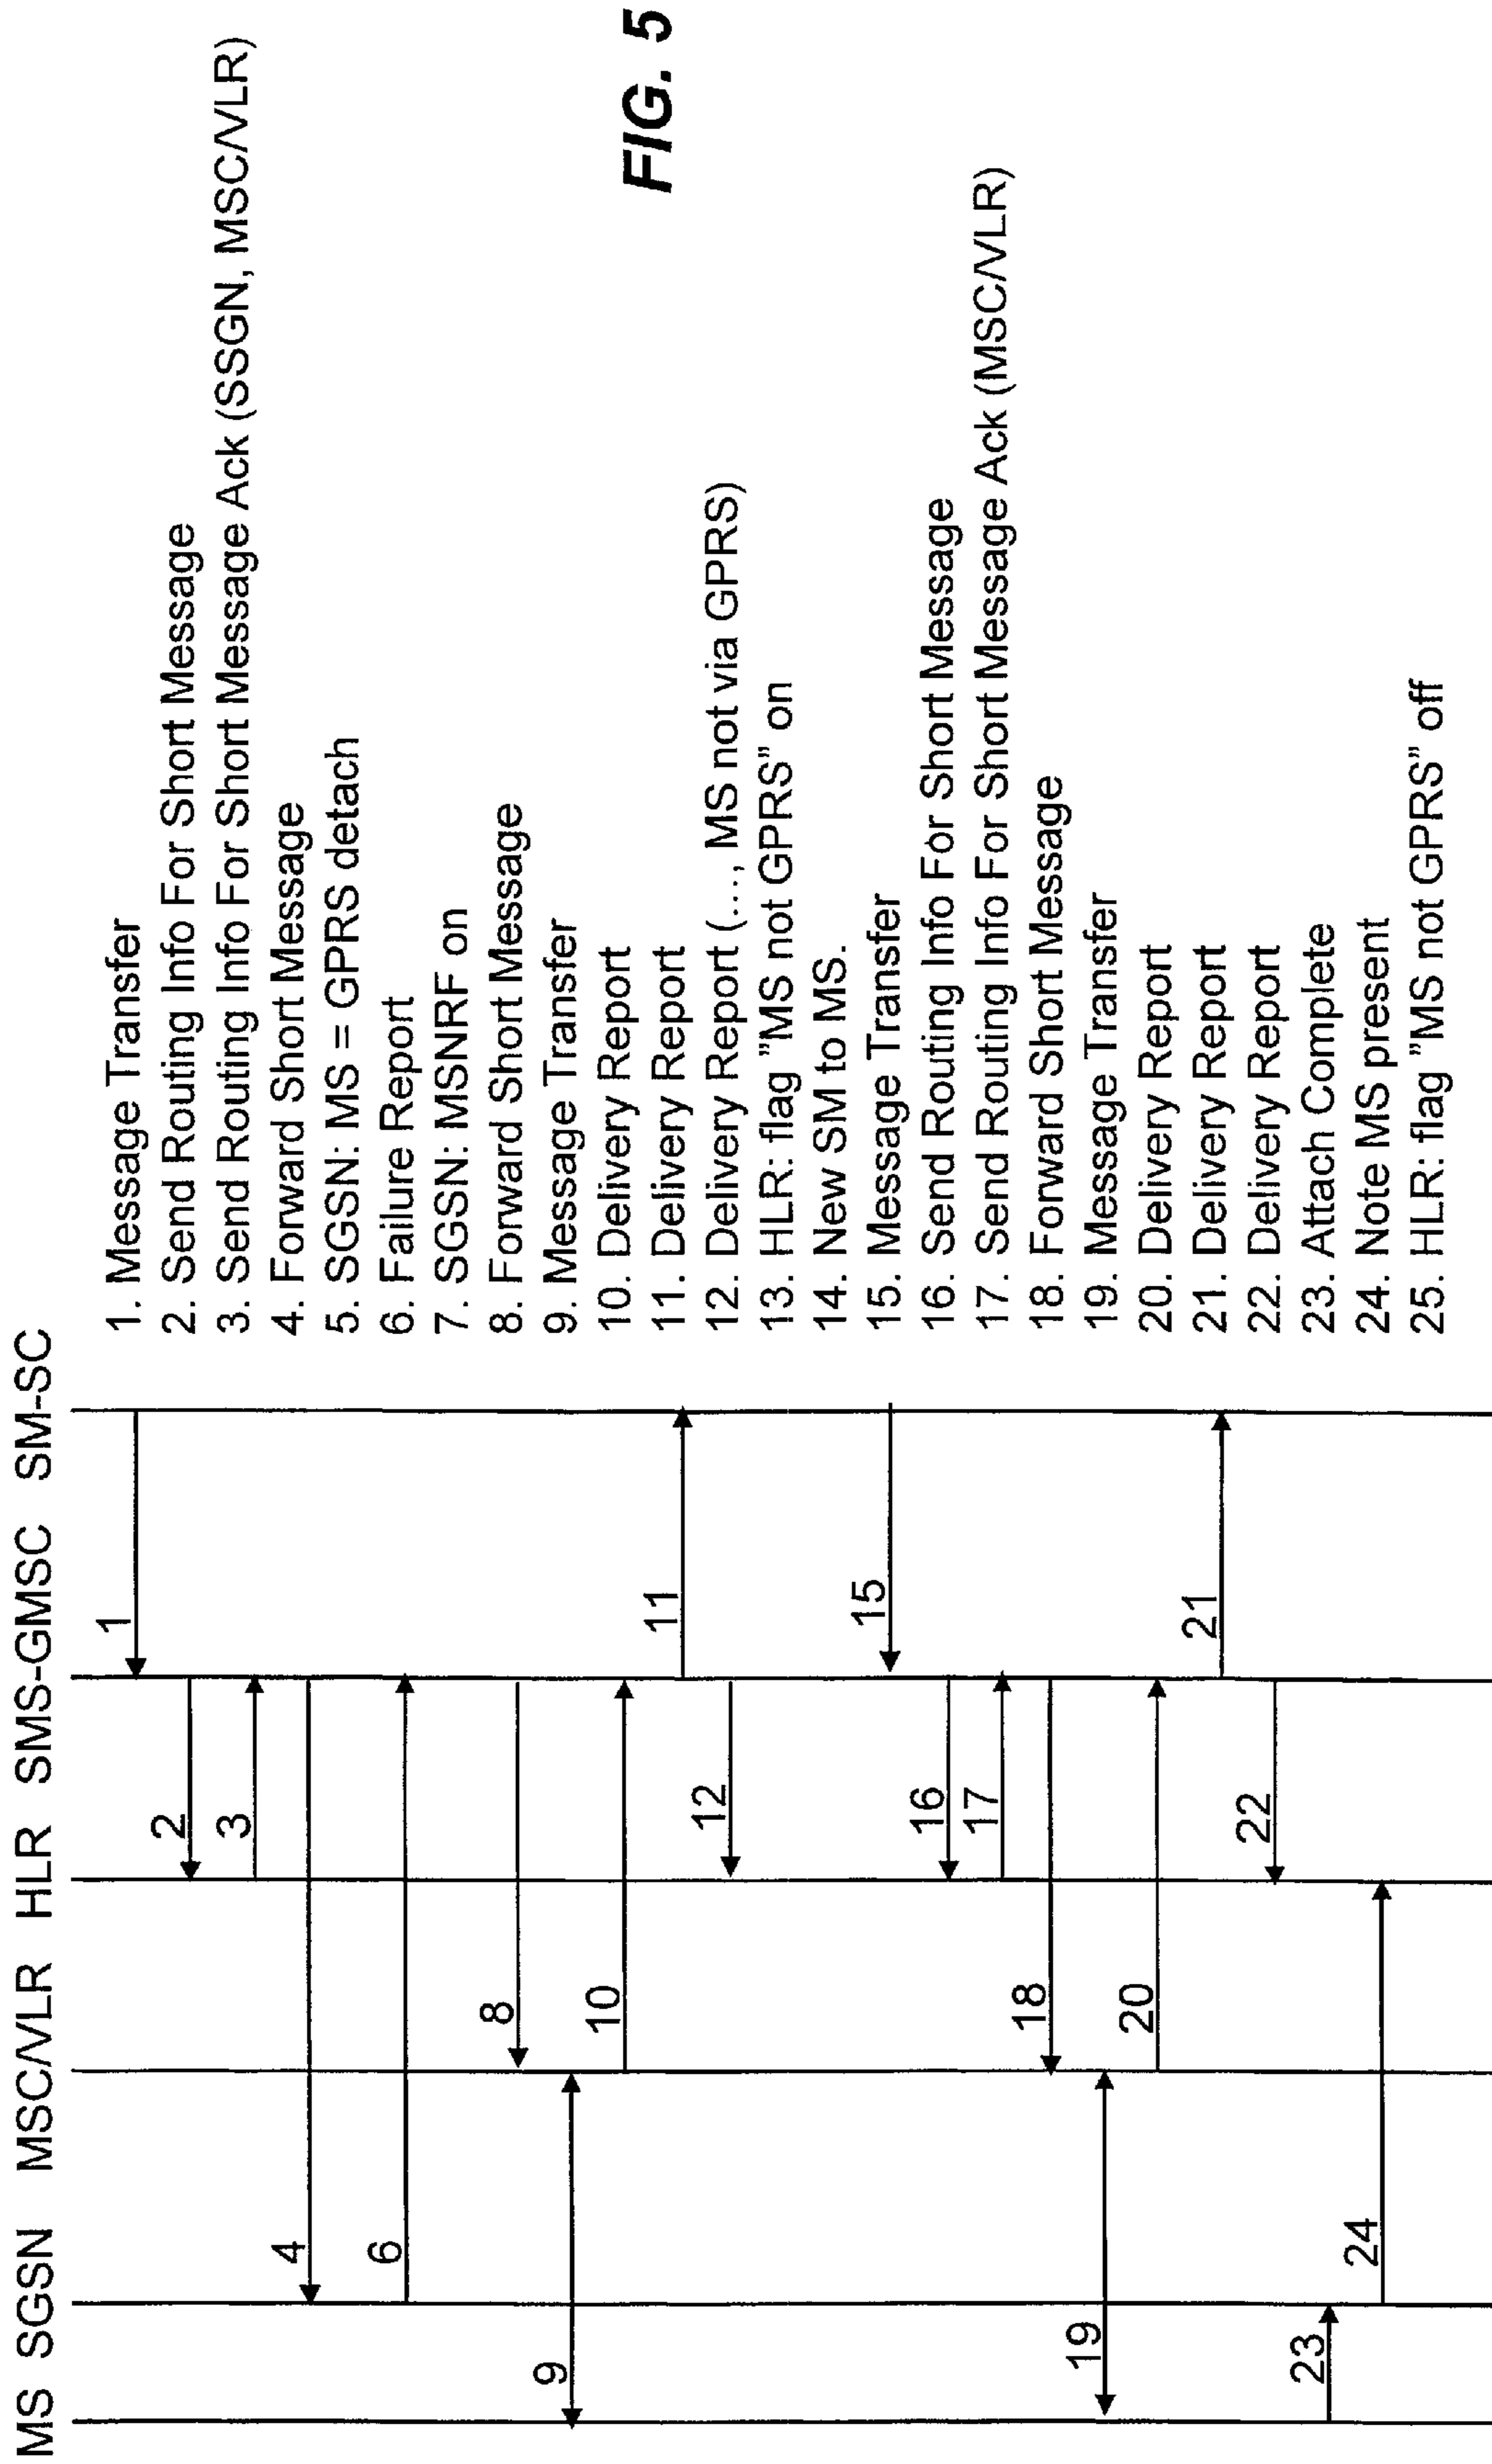 MS SGSN MSC/VLR HLR SMS-GMSC SM-SC
1
2
3
4
6
8
9
10
11
12
15
16
17
18
19
20
21
22
23
24
1. Message Transfer
2. Send Routing Info For Short Message
3. Send Routing Info For Short Message Ack (SSGN, MSC/VLR)
4. Forward Short Message
5. SGSN: MS = GPRS detach
6. Failure Report
7. SGSN: MSNRF on
8. Forward Short Message
9. Message Transfer
10. Delivery Report
11. Delivery Report
12. Delivery Report (...., MS not via GPRS)
13. HLR: flag "MS not GPRS" on
14. New SM to MS.
15. Message Transfer
16. Send Routing Info For Short Message
17. Send Routing Info For Short Message Ack (MSC/VLR)
18. Forward Short Message
19. Message Transfer
20. Delivery Report
21. Delivery Report
22. Delivery Report
23. Attach Complete
24. Note MS present
25. HLR: flag "MS not GPRS" off
FIG. 5